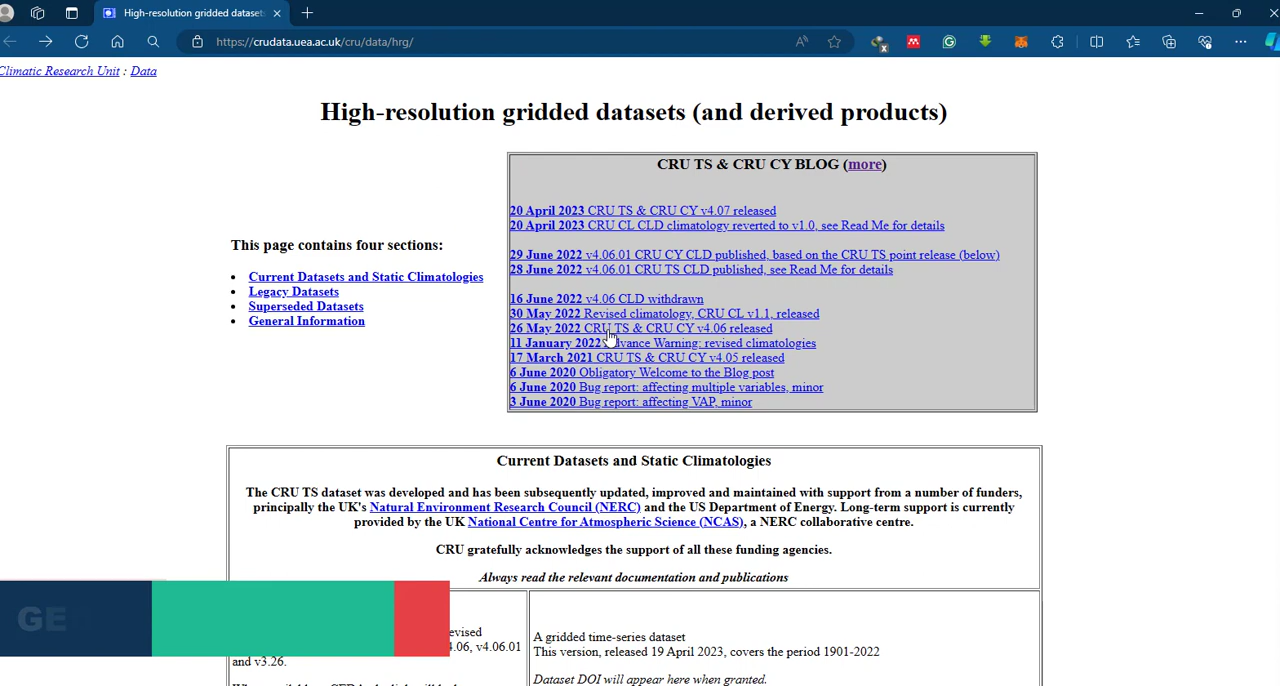 High-resolution gridded dataset
https://crudata.uea.ac.uk/cru/data/hrg/
Climatic Research Unit : Data
High-resolution gridded datasets (and derived products)
This page contains four sections:
Current Datasets and Static Climatologies
Legacy Datasets
Superseded Datasets
General Information
CRU TS & CRU CY BLOG (more)
20 April 2023 CRU TS & CRU CY v4.07 released
20 April 2023 CRU CL CLD climatology reverted to v1.0, see Read Me for details
29 June 2022 v4.06.01 CRU CY CLD published, based on the CRU TS point release (below)
28 June 2022 v4.06.01 CRU TS CLD published, see Read Me for details
16 June 2022 v4.06 CLD withdrawn
30 May 2022 Revised climatology, CRU CL v1.1, released
26 May 2022 CRU TS & CRU CY v4.06 released
11 January 2022 Advance Warning: revised climatologies
17 March 2021 CRU TS & CRU CY v4.05 released
6 June 2020 Obligatory Welcome to the Blog post
6 June 2020 Bug report: affecting multiple variables, minor
3 June 2020 Bug report: affecting VAP, minor
Current Datasets and Static Climatologies
The CRU TS dataset was developed and has been subsequently updated, improved and maintained with support from a number of funders,
principally the UK's Natural Environment Research Council (NERC) and the US Department of Energy. Long-term support is currently
provided by the UK National Centre for Atmospheric Science (NCAS), a NERC collaborative centre.
CRU gratefully acknowledges the support of all these funding agencies.
Always read the relevant documentation and publications
GE
evised
4.06, v4.06.01
and v3.26.
A gridded time-series dataset
This version, released 19 April 2023, covers the period 1901-2022
Dataset DOI will appear here when granted.